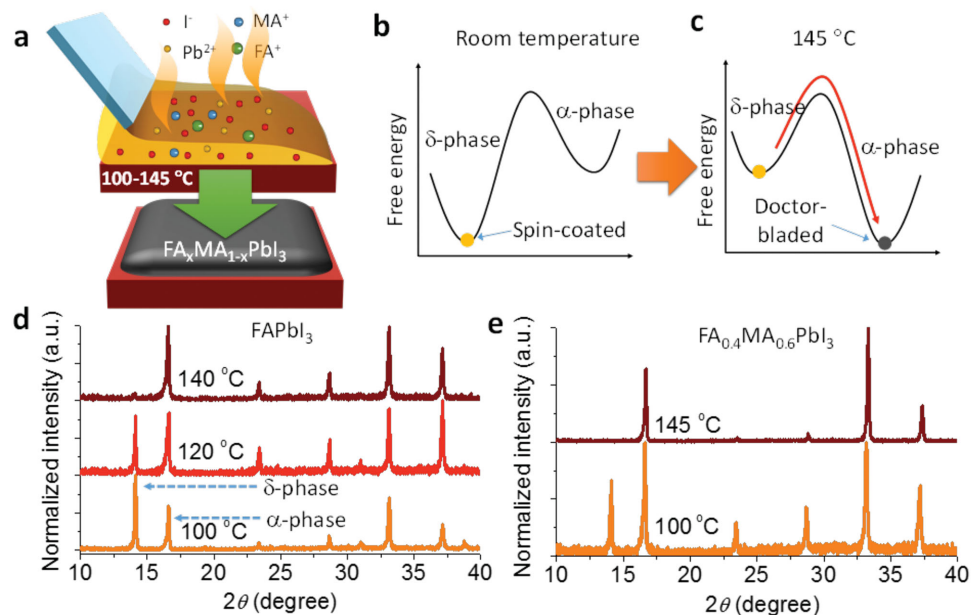 a
I⁻
MA⁺
Pb²⁺
FA⁺
100-145 °C
FAₓMA₁₋ₓPbI₃
b
Room temperature
Free energy
δ-phase
α-phase
Spin-coated
c
145 °C
Free energy
δ-phase
α-phase
Doctor-
bladed
d
FAPbI₃
Normalized intensity (a.u.)
140 °C
120 °C
δ-phase
α-phase
100 °C
10 15 20 25 30 35 40
2θ (degree)
e
FA₀.₄MA₀.₆PbI₃
Normalized intensity (a.u.)
145 °C
100 °C
10 15 20 25 30 35 40
2θ (degree)